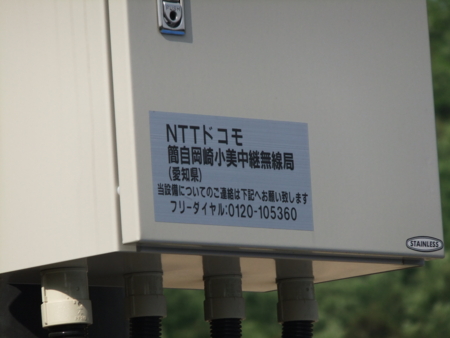 NTTドコモ
簡自岡崎小美中継無線局
(愛知県)
当設備についてのご連絡は下記へお願い致します
フリーダイヤル:0120-105360
STAINLESS